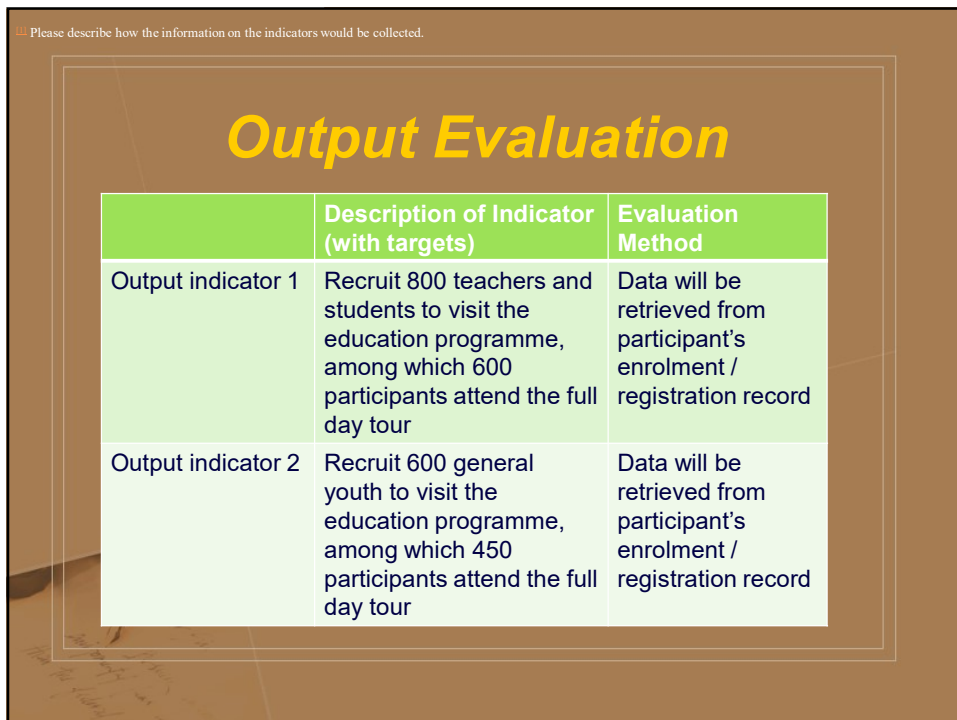 [1] Please describe how the information on the indicators would be collected.
Output Evaluation
Description of Indicator
(with targets)
Evaluation
Method
Output indicator 1
Recruit 800 teachers and
students to visit the
education programme,
among which 600
participants attend the full
day tour
Data will be
retrieved from
participant’s
enrolment /
registration record
Output indicator 2
Recruit 600 general
youth to visit the
education programme,
among which 450
participants attend the full
day tour
Data will be
retrieved from
participant’s
enrolment /
registration record